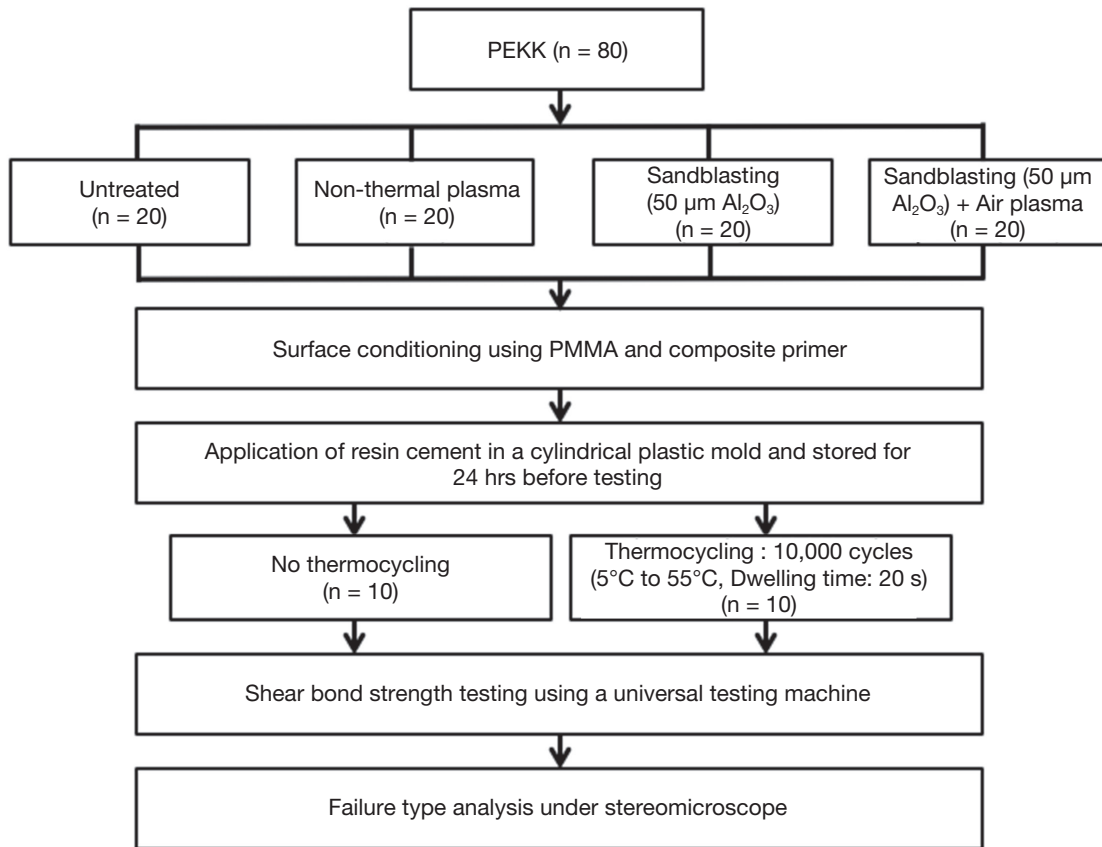 PEKK (n = 80)
Untreated
(n = 20)
Non-thermal plasma
(n = 20)
Sandblasting
(50 µm Al₂O₃)
(n = 20)
Sandblasting (50 µm
Al₂O₃) + Air plasma
(n = 20)
Surface conditioning using PMMA and composite primer
Application of resin cement in a cylindrical plastic mold and stored for
24 hrs before testing
No thermocycling
(n = 10)
Thermocycling : 10,000 cycles
(5°C to 55°C, Dwelling time: 20 s)
(n = 10)
Shear bond strength testing using a universal testing machine
Failure type analysis under stereomicroscope